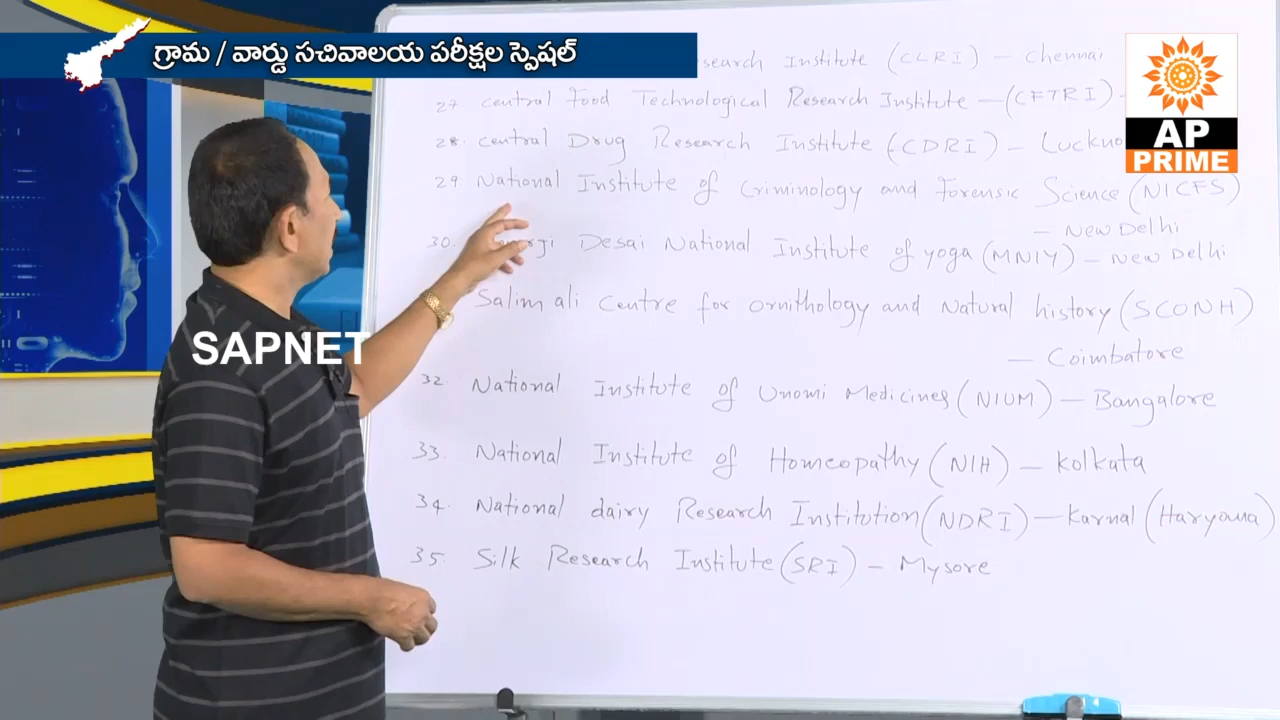 గ్రామ / వార్డు సచివాలయ పరీక్షల స్పెషల్
search Institute (CLRI) - Chennai
27 Central Food Technological Research Institute - (CFTRI) -
28. Central Drug Research Institute (CDRI) - Luckno
29. National Institute of Criminology and Forensic Science (NICFS)
- New Delhi
30. rji Desai National Institute of yoga (MNIY) - New Delhi
Salim ali Centre for Ornithology and Natural history (SCONH)
- Coimbatore
32. National Institute of Unomi Medicines (NIUM) - Bangalore
33. National Institute of Homeopathy (NIH) - Kolkata
34. National dairy Research Institution (NDRI) - Karnal (Haryouna)
35. Silk Research Institute (SRI) - Mysore
AP
PRIME
SAPNET